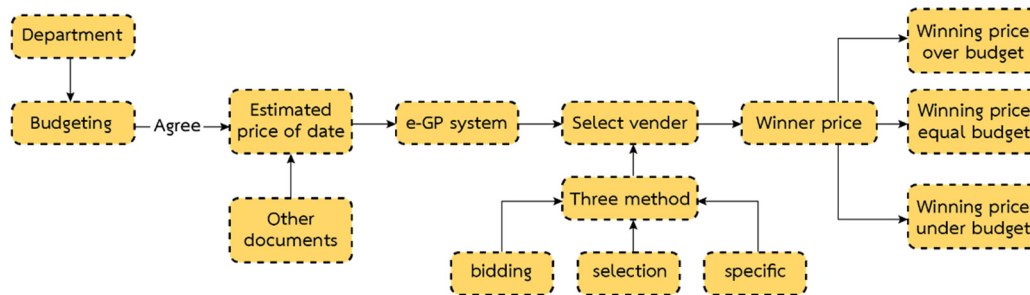 Department
Budgeting
Agree
Estimated
price of date
Other
documents
e-GP system
Select vender
Three method
bidding
selection
specific
Winner price
Winning price
over budget
Winning price
equal budget
Winning price
under budget